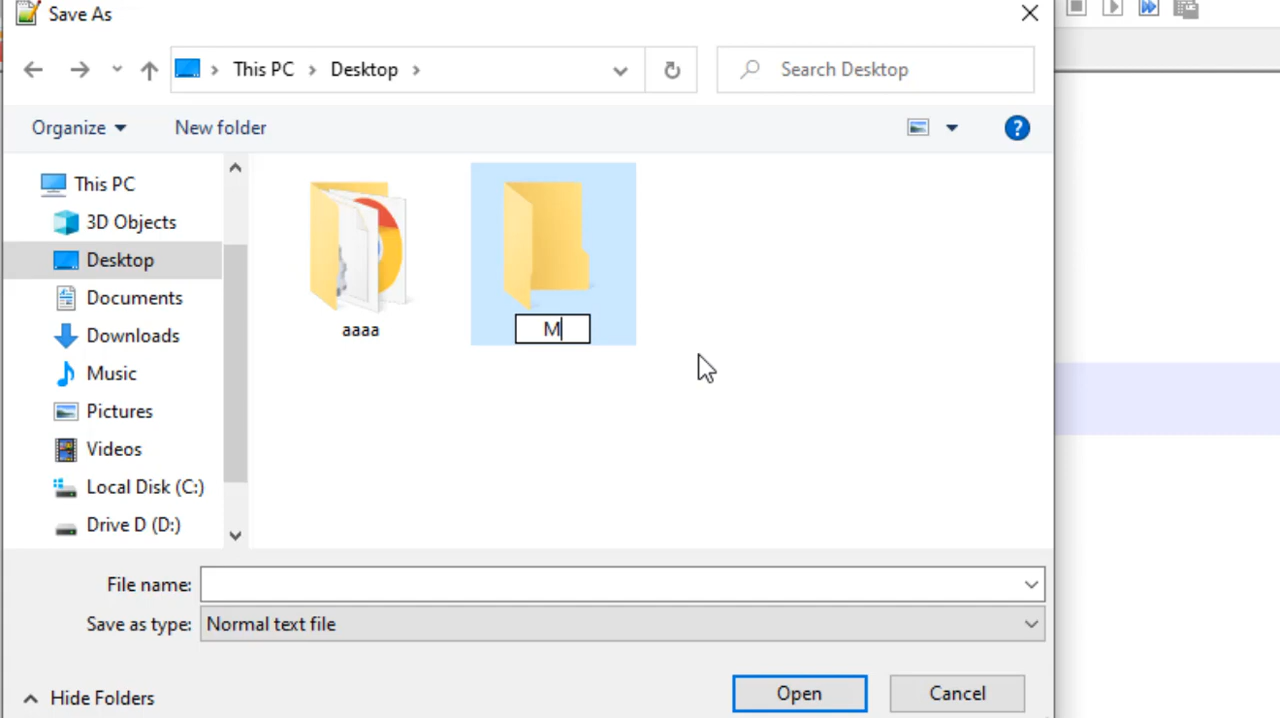 Save As
This PC > Desktop >
Search Desktop
Organize
New folder
?
This PC
3D Objects
Desktop
Documents
Downloads
Music
Pictures
Videos
Local Disk (C:)
Drive D (D:)
aaaa
M
File name:
Save as type:
Normal text file
Hide Folders
Open
Cancel